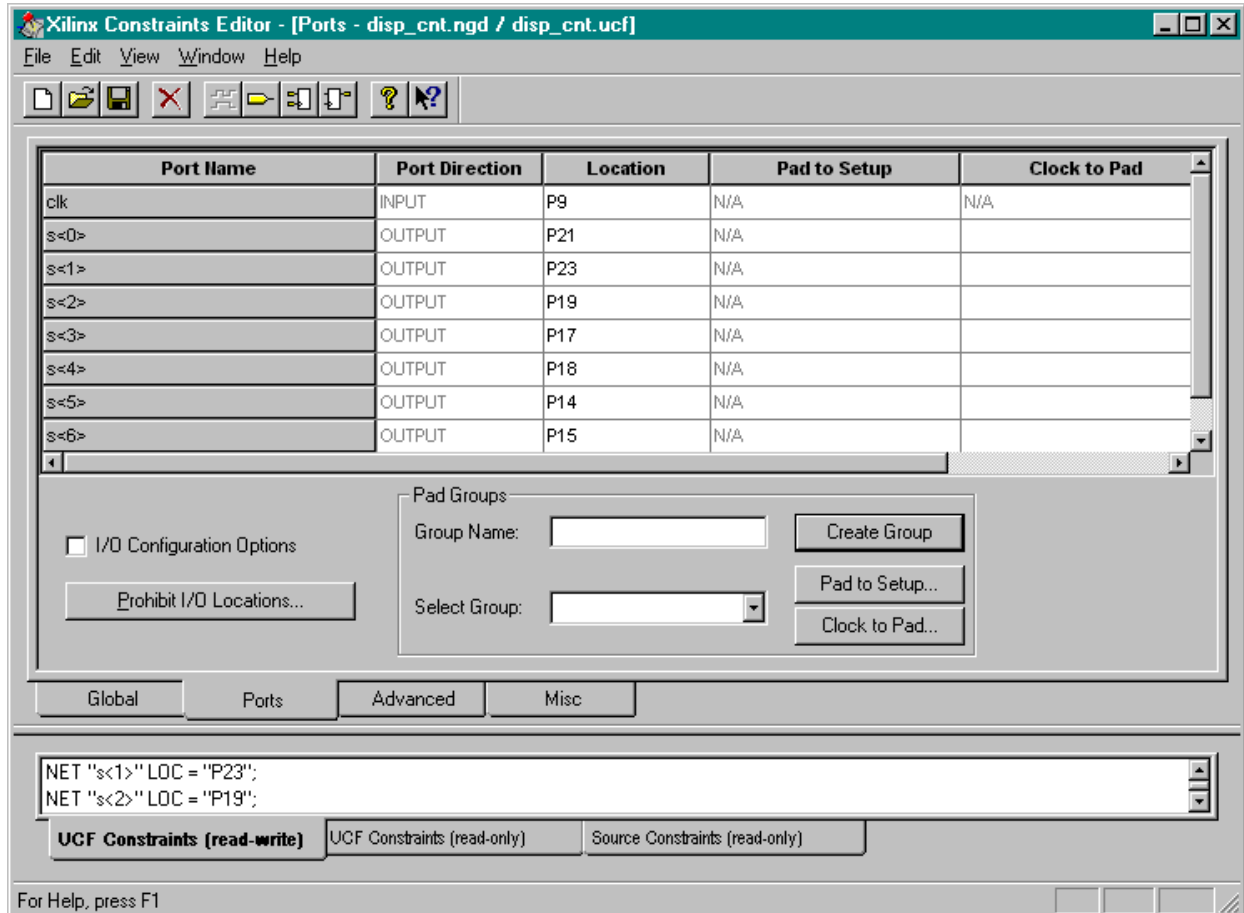 Xilinx Constraints Editor - [Ports - disp_cnt.ngd / disp_cnt.ucf]
File Edit View Window Help
Port Name Port Direction Location Pad to Setup Clock to Pad
clk INPUT P9 N/A N/A
s<0> OUTPUT P21 N/A
s<1> OUTPUT P23 N/A
s<2> OUTPUT P19 N/A
s<3> OUTPUT P17 N/A
s<4> OUTPUT P18 N/A
s<5> OUTPUT P14 N/A
s<6> OUTPUT P15 N/A
Pad Groups
I/O Configuration Options
Prohibit I/O Locations...
Group Name:
Create Group
Select Group:
Pad to Setup...
Clock to Pad...
Global Ports Advanced Misc
NET "s<1>" LOC = "P23";
NET "s<2>" LOC = "P19";
UCF Constraints (read-write) UCF Constraints (read-only) Source Constraints (read-only)
For Help, press F1